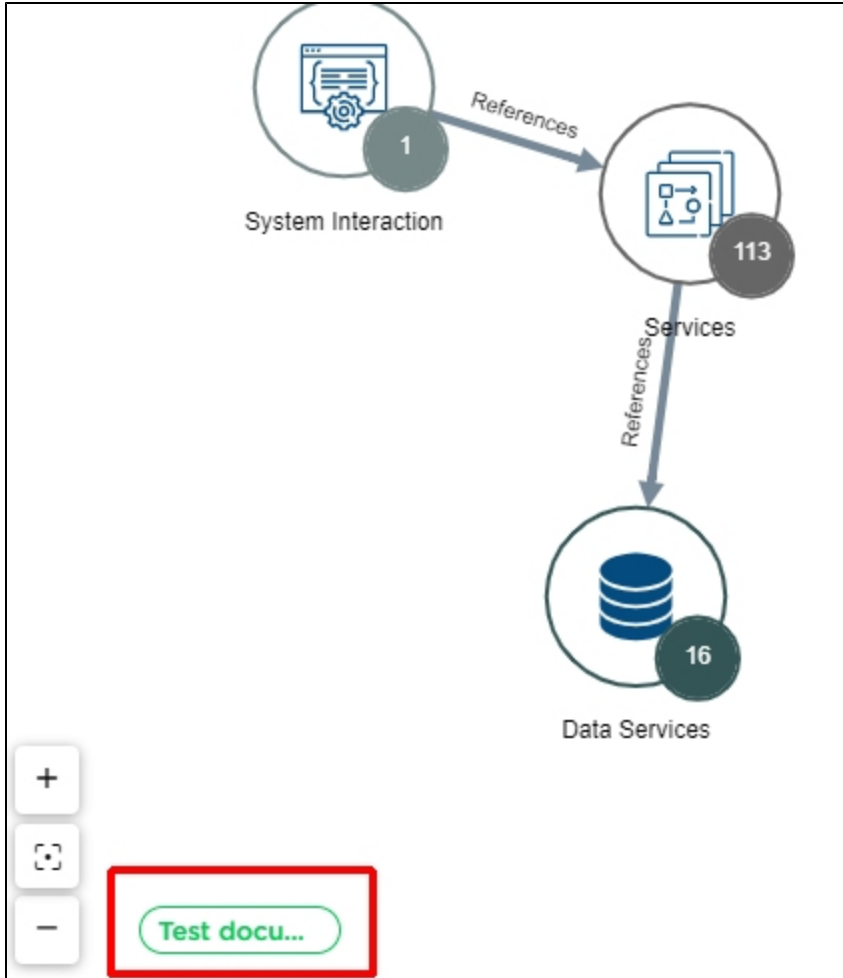 References
1
System Interaction
113
Services
References
16
Data Services
+
−
Test docu...